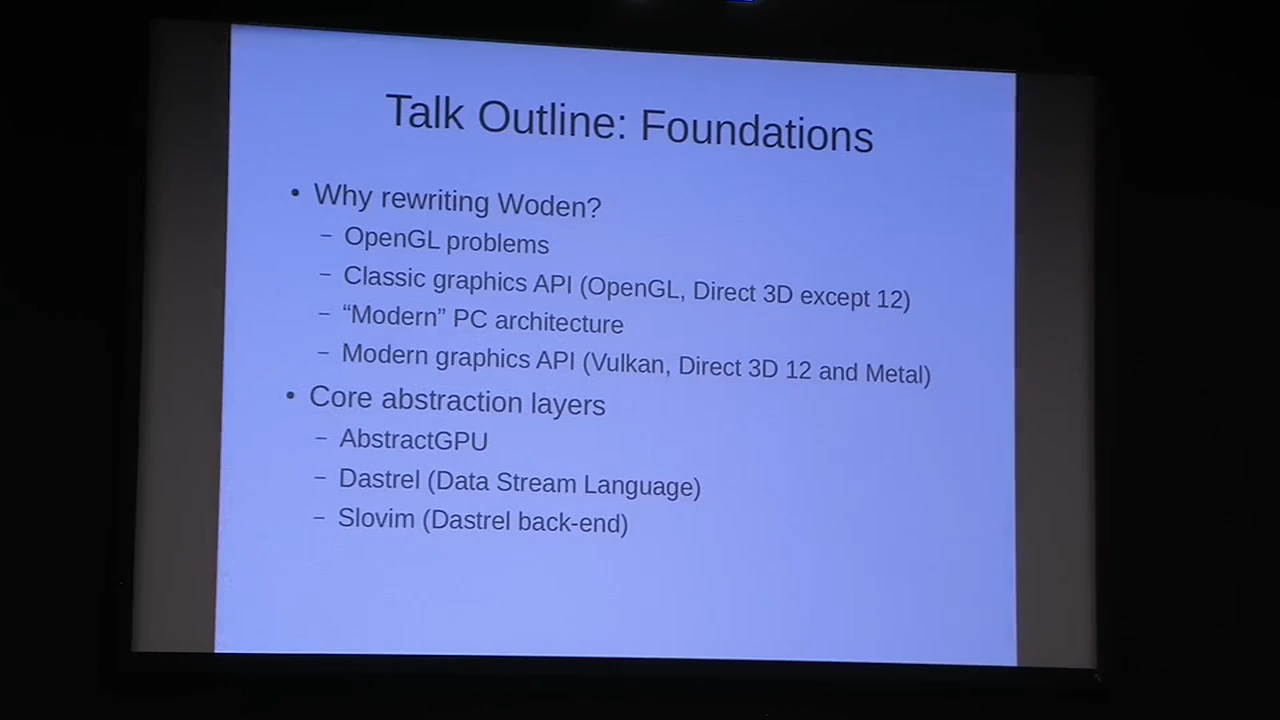 Talk Outline: Foundations
• Why rewriting Woden?
– OpenGL problems
– Classic graphics API (OpenGL, Direct 3D except 12)
– “Modern” PC architecture
– Modern graphics API (Vulkan, Direct 3D 12 and Metal)
• Core abstraction layers
– AbstractGPU
– Dastrel (Data Stream Language)
– Slovim (Dastrel back-end)